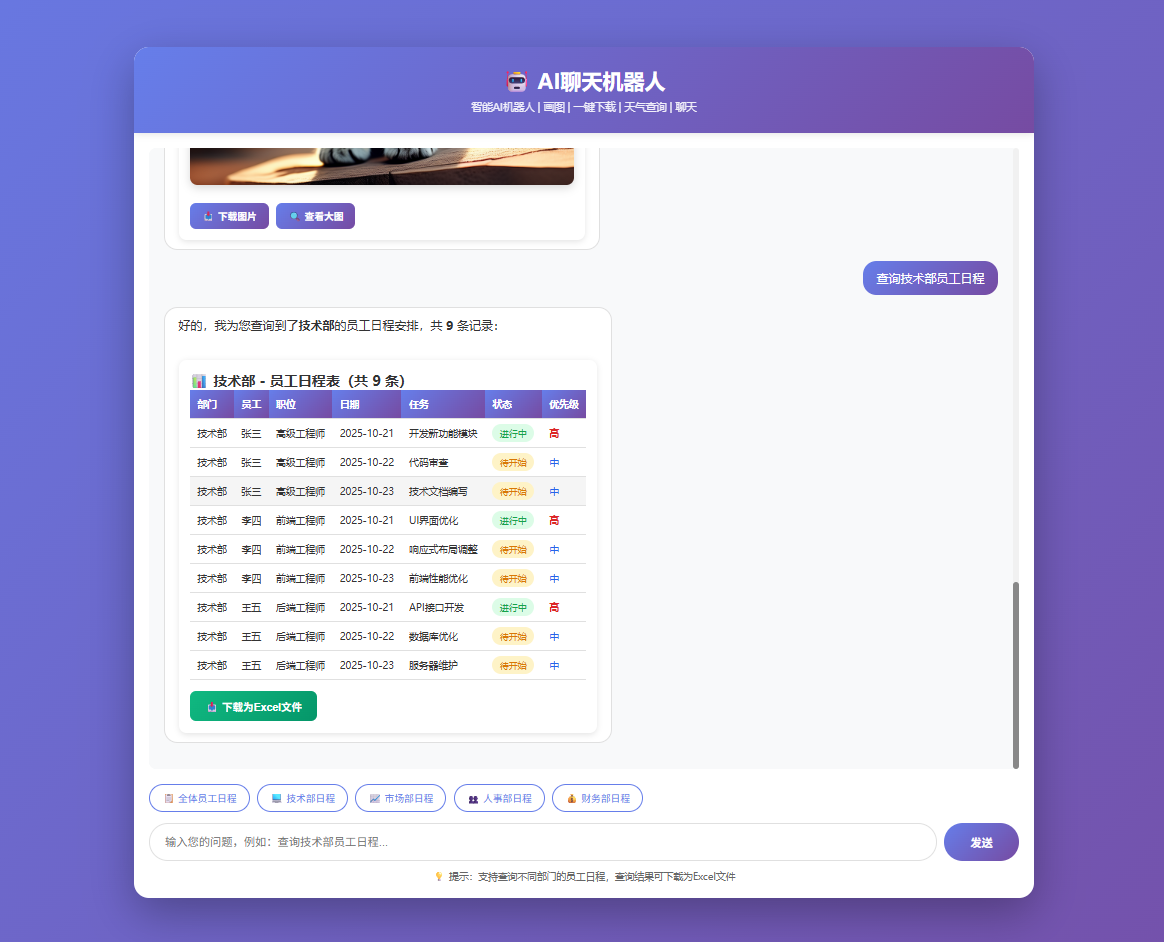 AI聊天机器人
智能AI机器人 | 画图 | 一键下载 | 天气查询 | 聊天
下载图片 查看大图
查询技术部员工日程
好的，我为您查询到了技术部的员工日程安排，共 9 条记录：
技术部 - 员工日程表（共 9 条）
部门 员工 职位 日期 任务 状态 优先级
技术部 张三 高级工程师 2025-10-21 开发新功能模块 进行中 高
技术部 张三 高级工程师 2025-10-22 代码审查 待开始 中
技术部 张三 高级工程师 2025-10-23 技术文档编写 待开始 中
技术部 李四 前端工程师 2025-10-21 UI界面优化 进行中 高
技术部 李四 前端工程师 2025-10-22 响应式布局调整 待开始 中
技术部 李四 前端工程师 2025-10-23 前端性能优化 待开始 中
技术部 王五 后端工程师 2025-10-21 API接口开发 进行中 高
技术部 王五 后端工程师 2025-10-22 数据库优化 待开始 中
技术部 王五 后端工程师 2025-10-23 服务器维护 待开始 中
下载为Excel文件
全体员工日程 技术部日程 市场部日程 人事部日程 财务部日程
输入您的问题，例如：查询技术部员工日程... 发送
提示：支持查询不同部门的员工日程，查询结果可下载为Excel文件